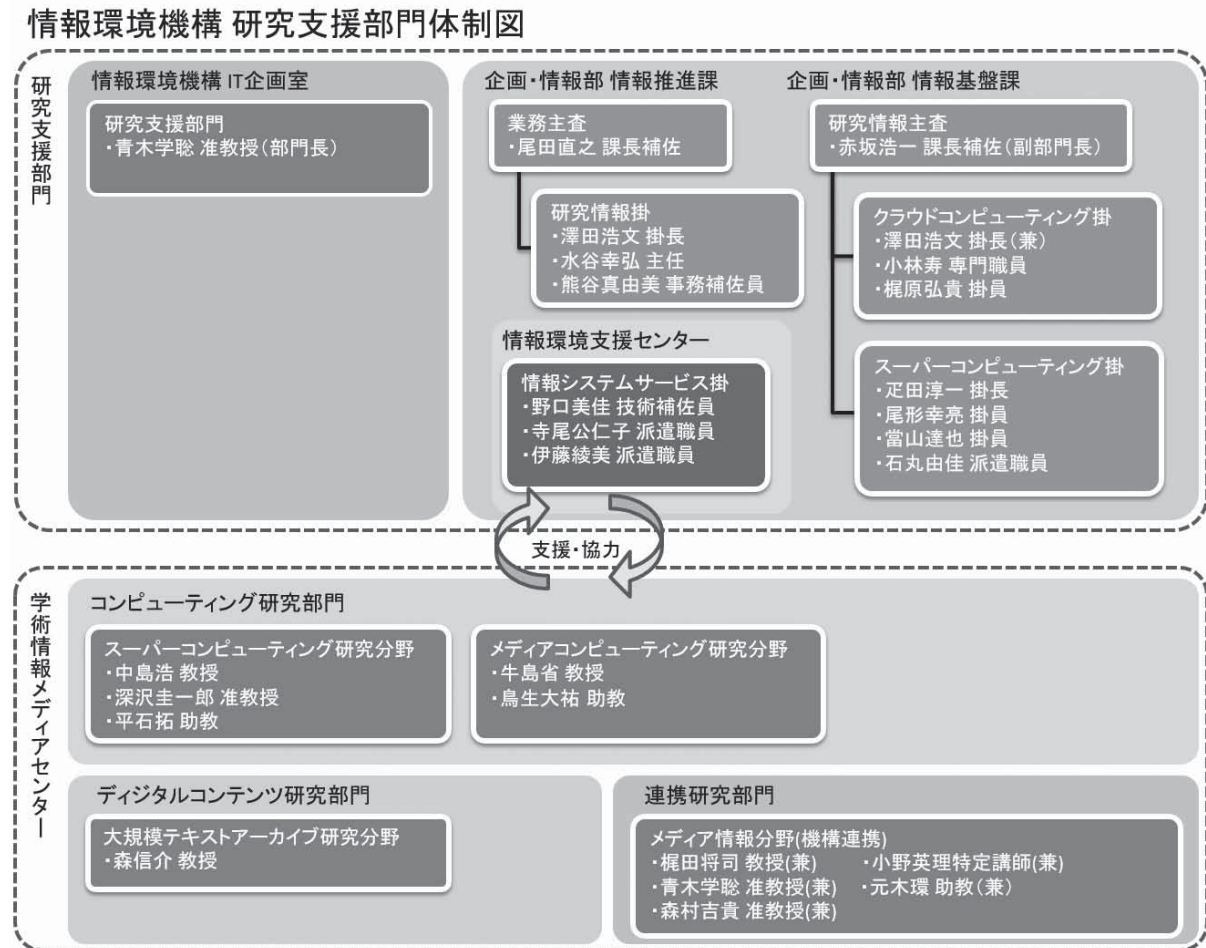 情報環境機構 研究支援部門体制図
研究支援部門
情報環境機構 IT企画室
研究支援部門
・青木学聡 准教授(部門長)
企画・情報部 情報推進課
業務主査
・尾田直之 課長補佐
研究情報掛
・澤田浩文 掛長
・水谷幸弘 主任
・熊谷真由美 事務補佐員
情報環境支援センター
情報システムサービス掛
・野口美佳 技術補佐員
・寺尾公仁子 派遣職員
・伊藤綾美 派遣職員
企画・情報部 情報基盤課
研究情報主査
・赤坂浩一 課長補佐(副部門長)
クラウドコンピューティング掛
・澤田浩文 掛長(兼)
・小林寿 専門職員
・梶原弘貴 掛員
スーパーコンピューティング掛
・疋田淳一 掛長
・尾形幸亮 掛員
・當山達也 掛員
・石丸由佳 派遣職員
支援・協力
学術情報メディアセンター
コンピューティング研究部門
スーパーコンピューティング研究分野
・中島浩 教授
・深沢圭一郎 准教授
・平石拓 助教
メディアコンピューティング研究分野
・牛島省 教授
・鳥生大祐 助教
ディジタルコンテンツ研究部門
大規模テキストアーカイブ研究分野
・森信介 教授
連携研究部門
メディア情報分野(機構連携)
・梶田将司 教授(兼)
・青木学聡 准教授(兼)
・森村吉貴 准教授(兼)
・小野英理特定講師(兼)
・元木環 助教(兼)